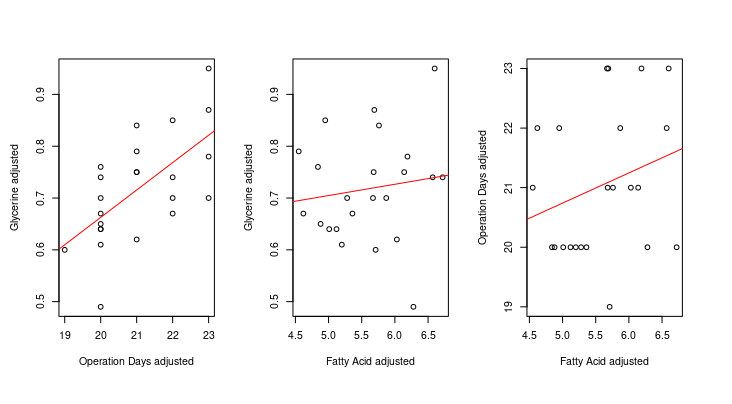 Glycerine adjusted
0.5 0.6 0.7 0.8 0.9
19 20 21 22 23
Operation Days adjusted
Glycerine adjusted
0.5 0.6 0.7 0.8 0.9
4.5 5.0 5.5 6.0 6.5
Fatty Acid adjusted
Operation Days adjusted
19 20 21 22 23
4.5 5.0 5.5 6.0 6.5
Fatty Acid adjusted